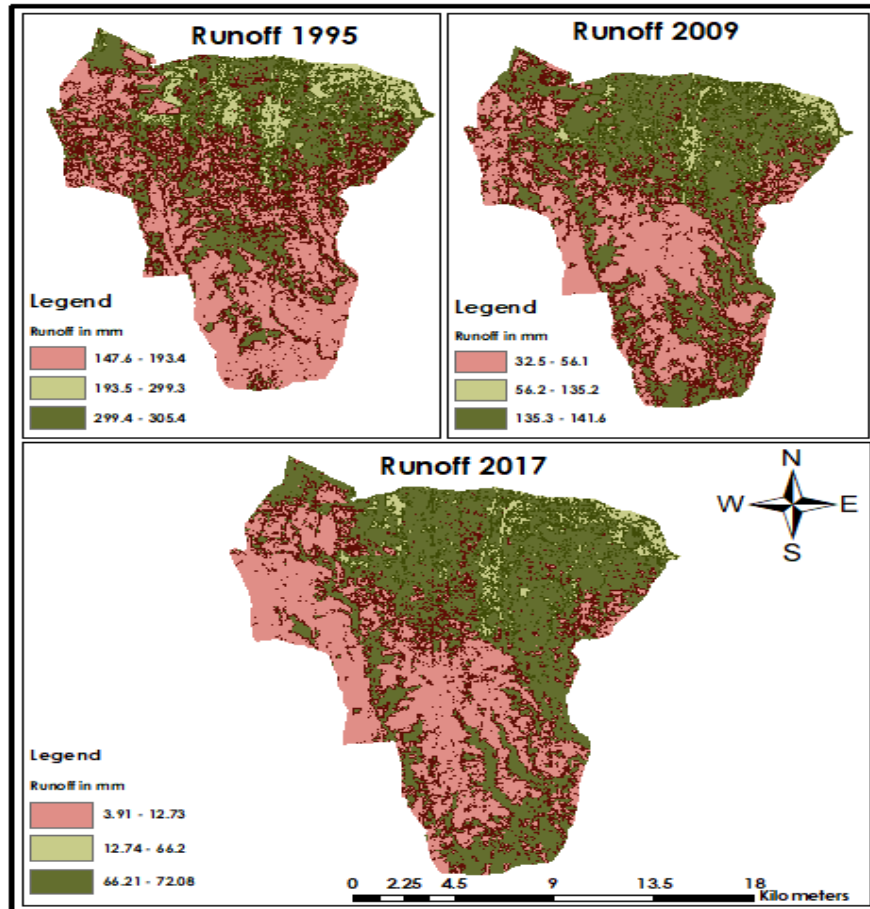 Runoff 1995
Legend
Runoff in mm
147.6 - 193.4
193.5 - 299.3
299.4 - 305.4
Runoff 2009
Legend
Runoff in mm
32.5 - 56.1
56.2 - 135.2
135.3 - 141.6
Runoff 2017
N
W E
S
Legend
Runoff in mm
3.91 - 12.73
12.74 - 66.2
66.21 - 72.08
0 2.25 4.5 9 13.5 18
Kilometers